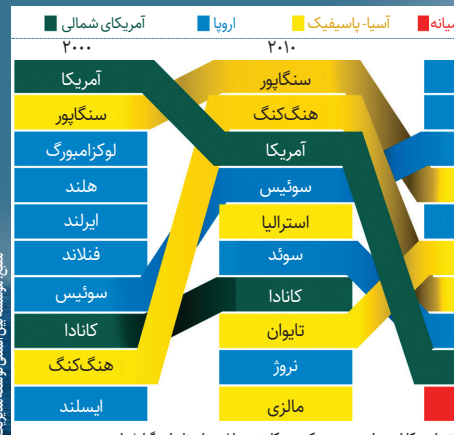 آمریکای شمالی
اروپا
آسیا- پاسیفیک
۲۰۰۰
۲۰۱۰
آمریکا
سنگاپور
لوکزامبورگ
هلند
ایرلند
فنلاند
سوئیس
کانادا
هنگ‌کنگ
ایسلند
سنگاپور
هنگ‌کنگ
آمریکا
سوئیس
استرالیا
سوئد
کانادا
تایوان
نروژ
مالزی